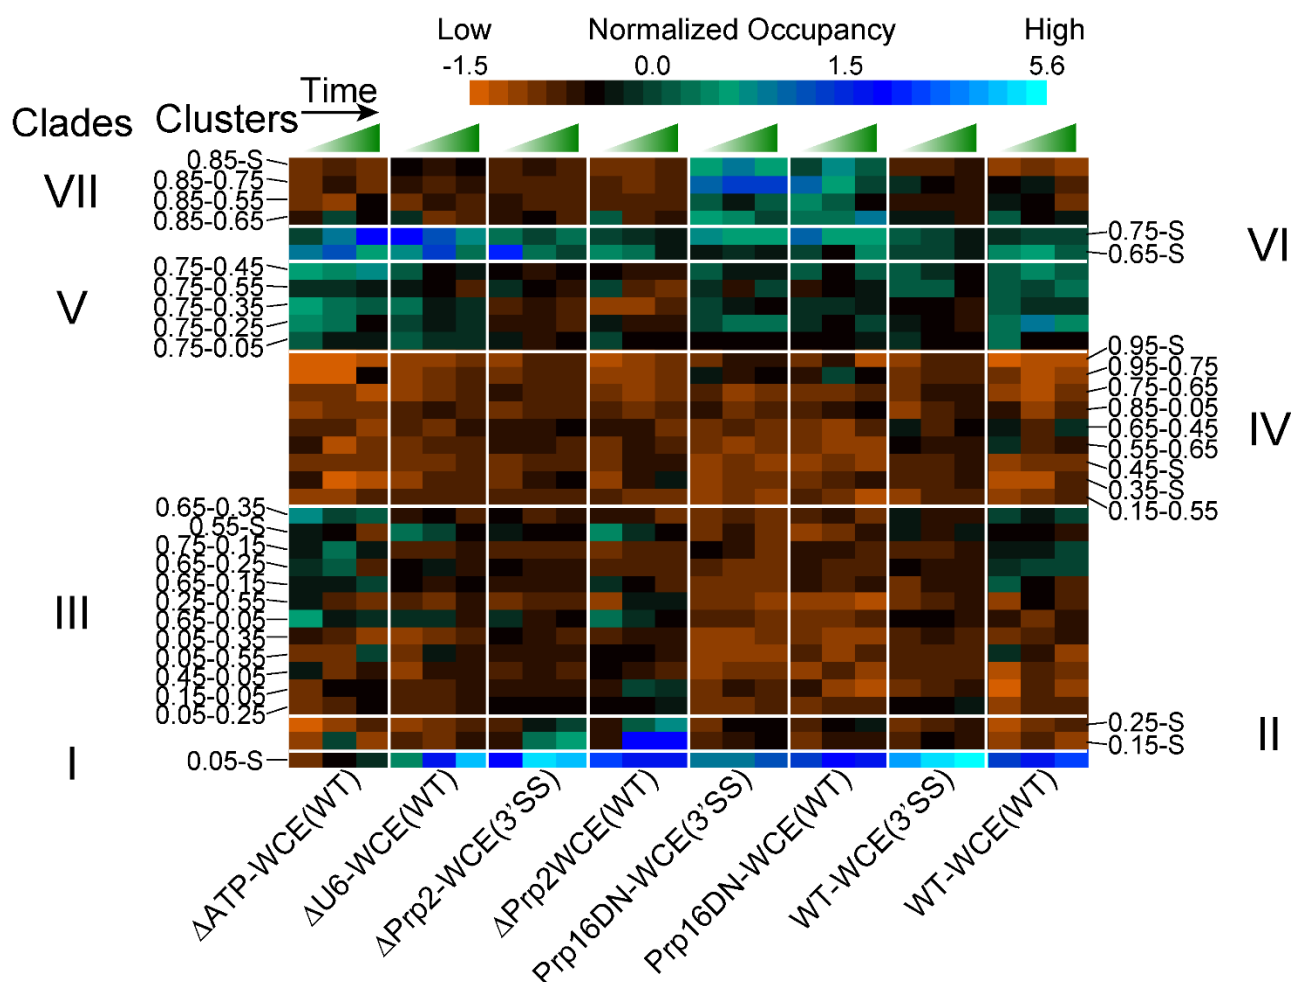 Low Normalized Occupancy High
-1.5 0.0 1.5 5.6
Time
Clades Clusters
VII
0.85-S
0.85-0.75
0.85-0.55
0.85-0.65
0.75-S
0.65-S
VI
V
0.75-0.45
0.75-0.55
0.75-0.35
0.75-0.25
0.75-0.05
0.95-S
0.95-0.75
0.75-0.65
0.85-0.05
0.65-0.45
0.55-0.65
0.45-S
0.35-S
0.15-0.55
IV
III
0.65-0.35
0.55-S
0.75-0.15
0.65-0.25
0.65-0.15
0.25-0.55
0.65-0.05
0.05-0.35
0.05-0.55
0.45-0.05
0.15-0.05
0.05-0.25
0.25-S
0.15-S
II
I
0.05-S
ΔATP-WCE(WT)
ΔU6-WCE(WT)
ΔPrp2-WCE(3’SS)
ΔPrp2WCE(WT)
Prp16DN-WCE(3’SS)
Prp16DN-WCE(WT)
WT-WCE(3’SS)
WT-WCE(WT)